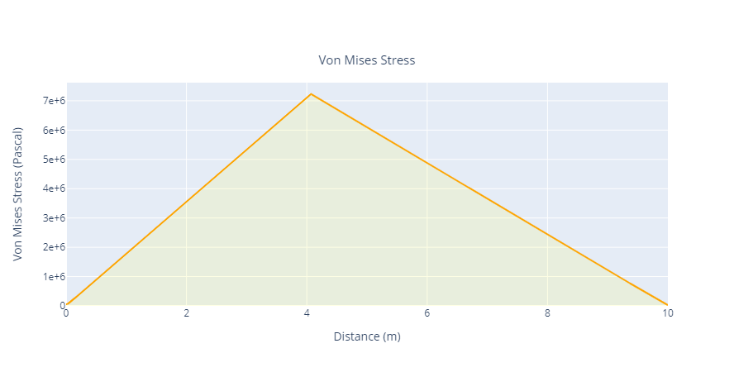 Von Mises Stress
Von Mises Stress (Pascal)
7e+6
6e+6
5e+6
4e+6
3e+6
2e+6
1e+6
0
0 2 4 6 8 10
Distance (m)